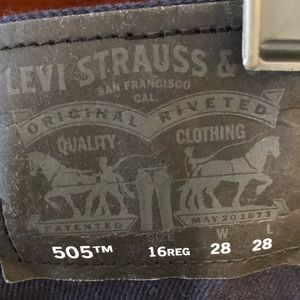 LEVI STRAUSS &
SAN FRANCISCO
CAL.
ORIGINAL RIVETED
QUALITY CLOTHING
PATENTED MAY 20 1873
W L
505™ 16REG 28 28